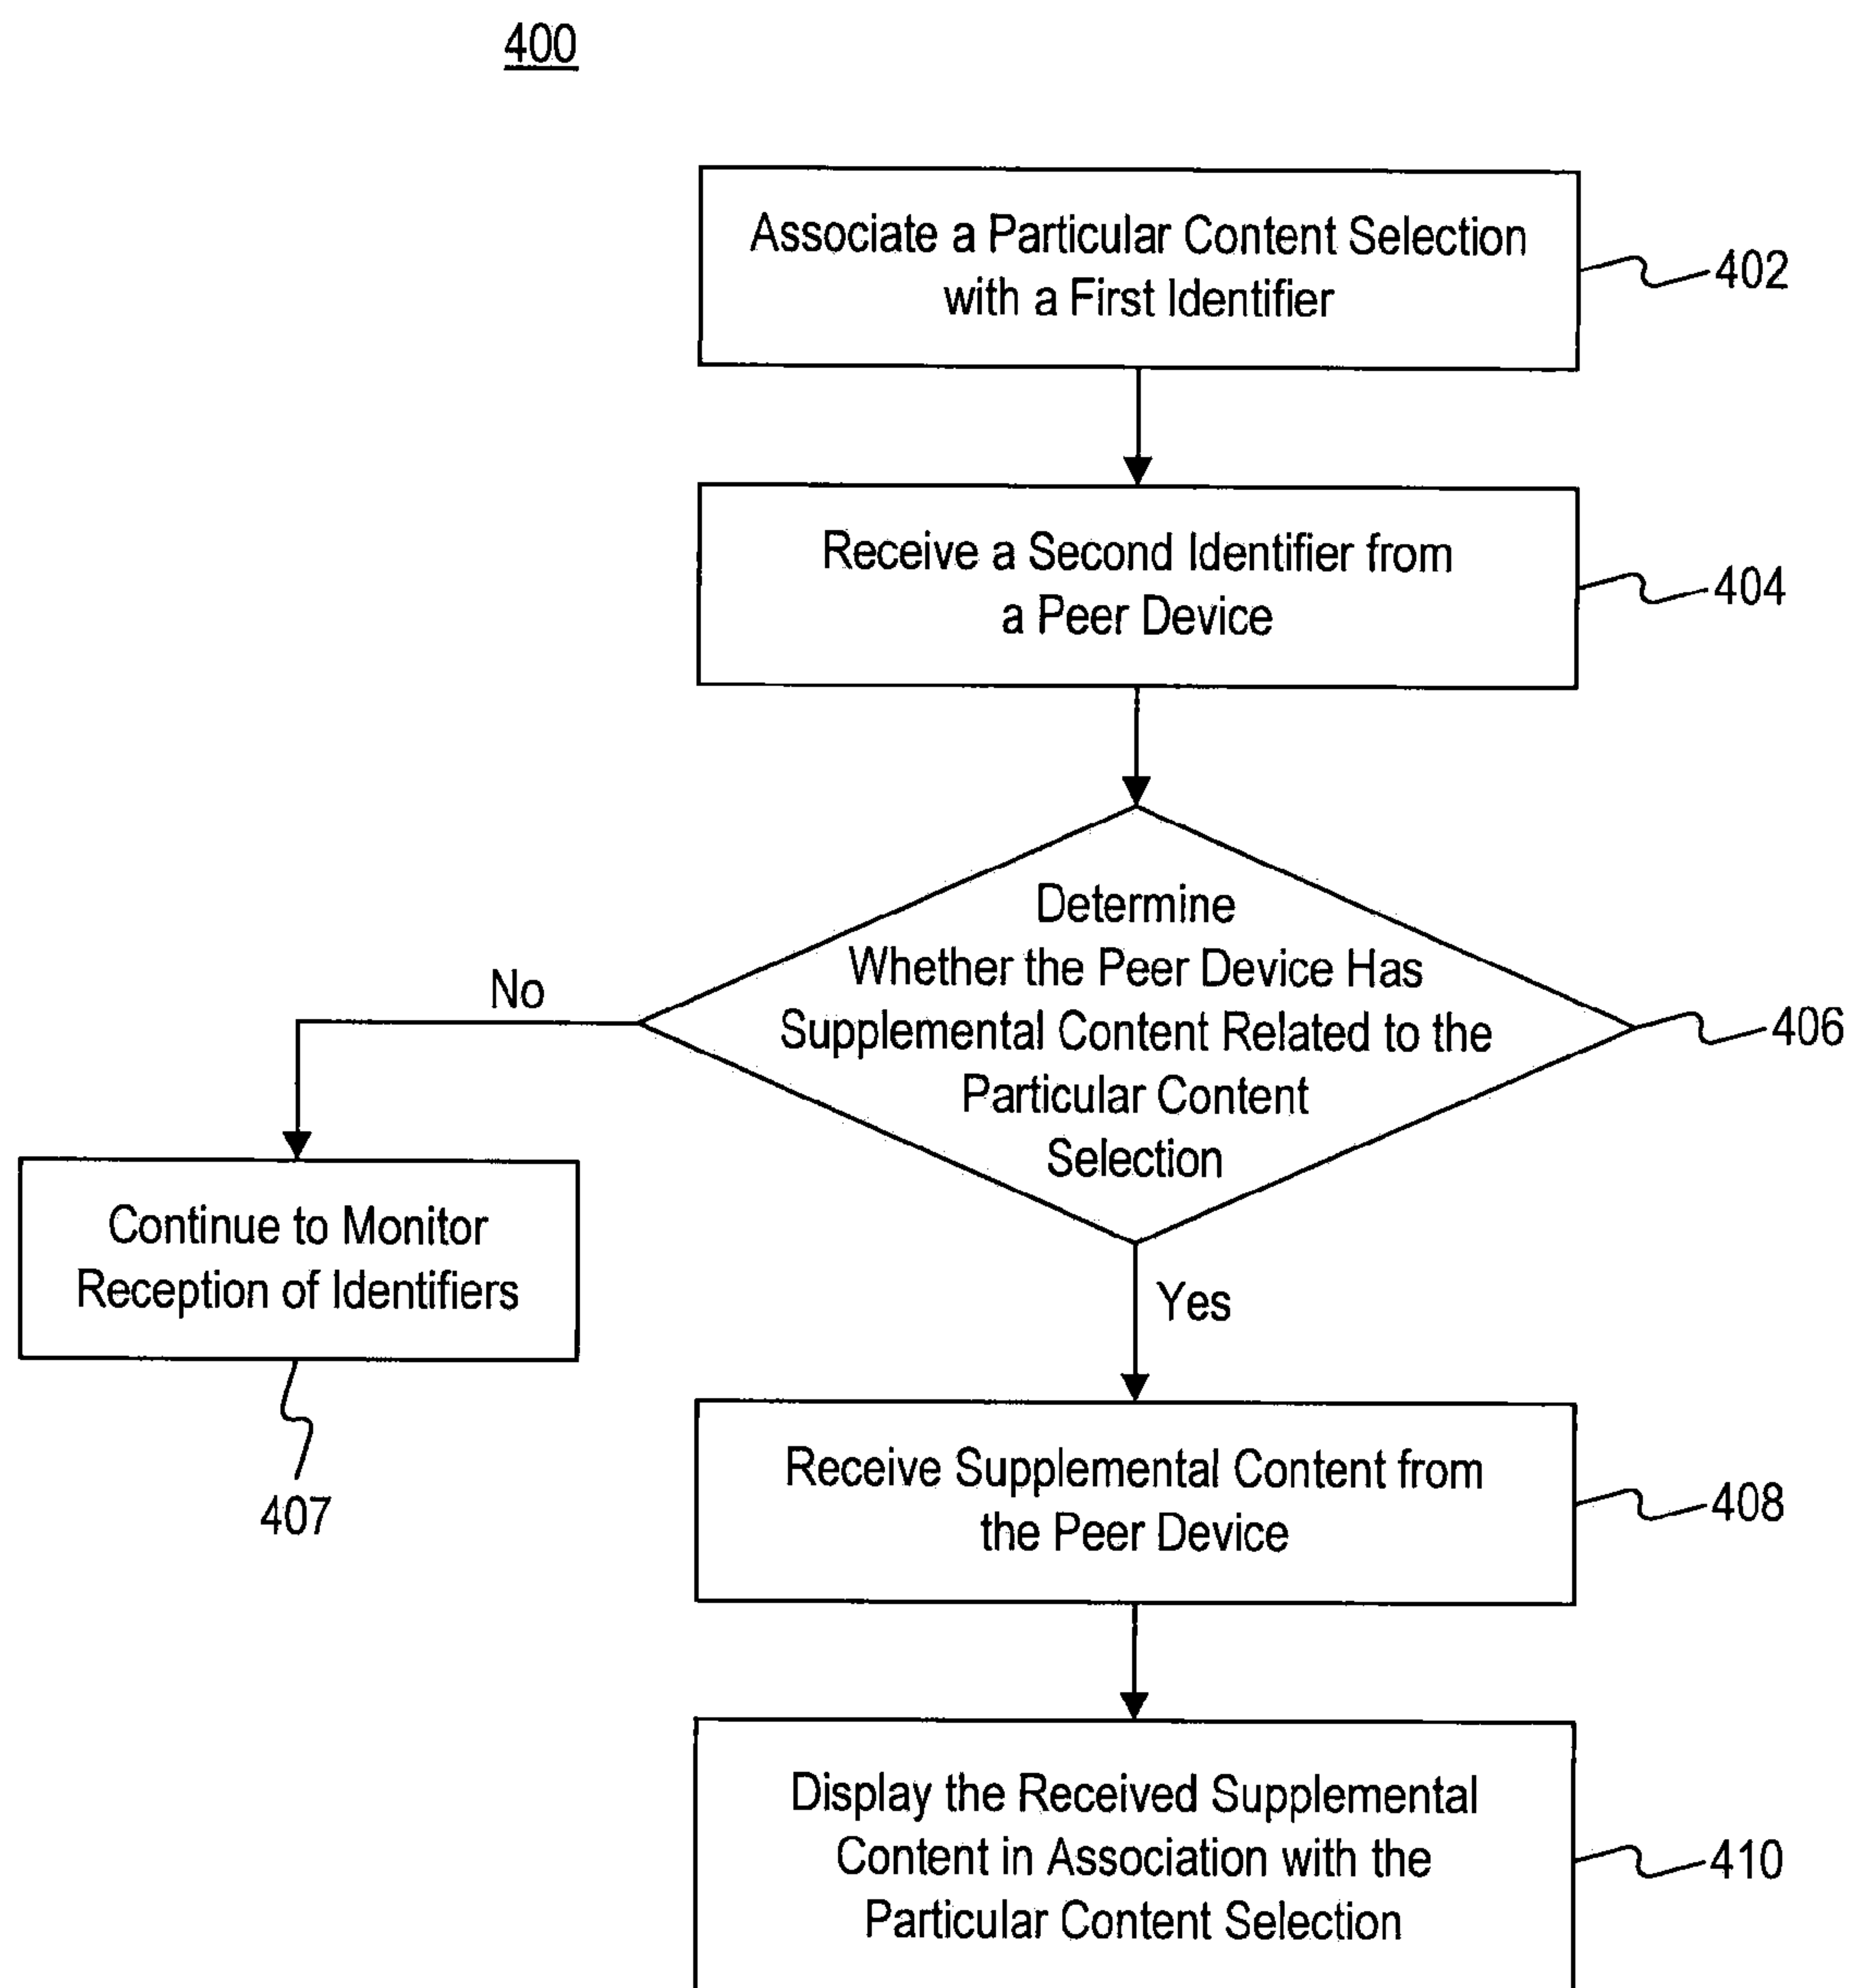 400
Associate a Particular Content Selection
with a First Identifier
402
Receive a Second Identifier from
a Peer Device
404
Determine
Whether the Peer Device Has
Supplemental Content Related to the
Particular Content
Selection
406
No
Continue to Monitor
Reception of Identifiers
407
Yes
Receive Supplemental Content from
the Peer Device
408
Display the Received Supplemental
Content in Association with the
Particular Content Selection
410